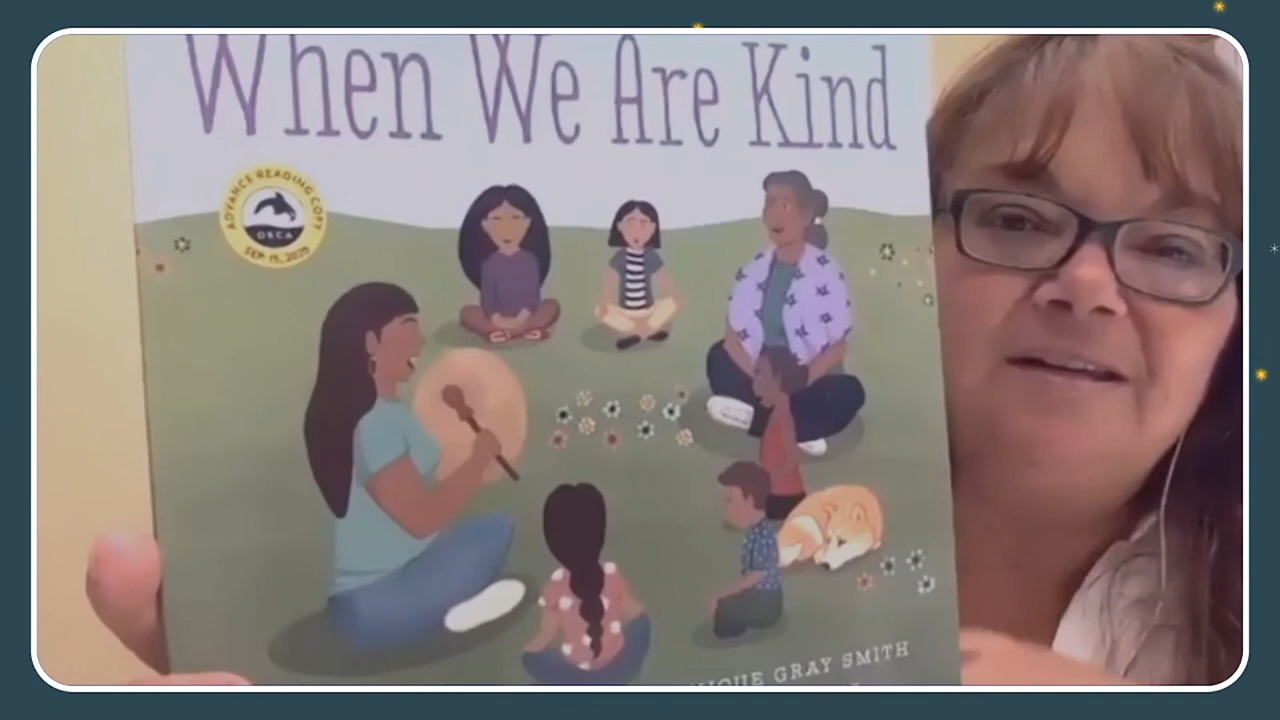 When We Are Kind
ADVANCE READING COPY
ORCA
SEP. 15, 2020
GRAY SMITH